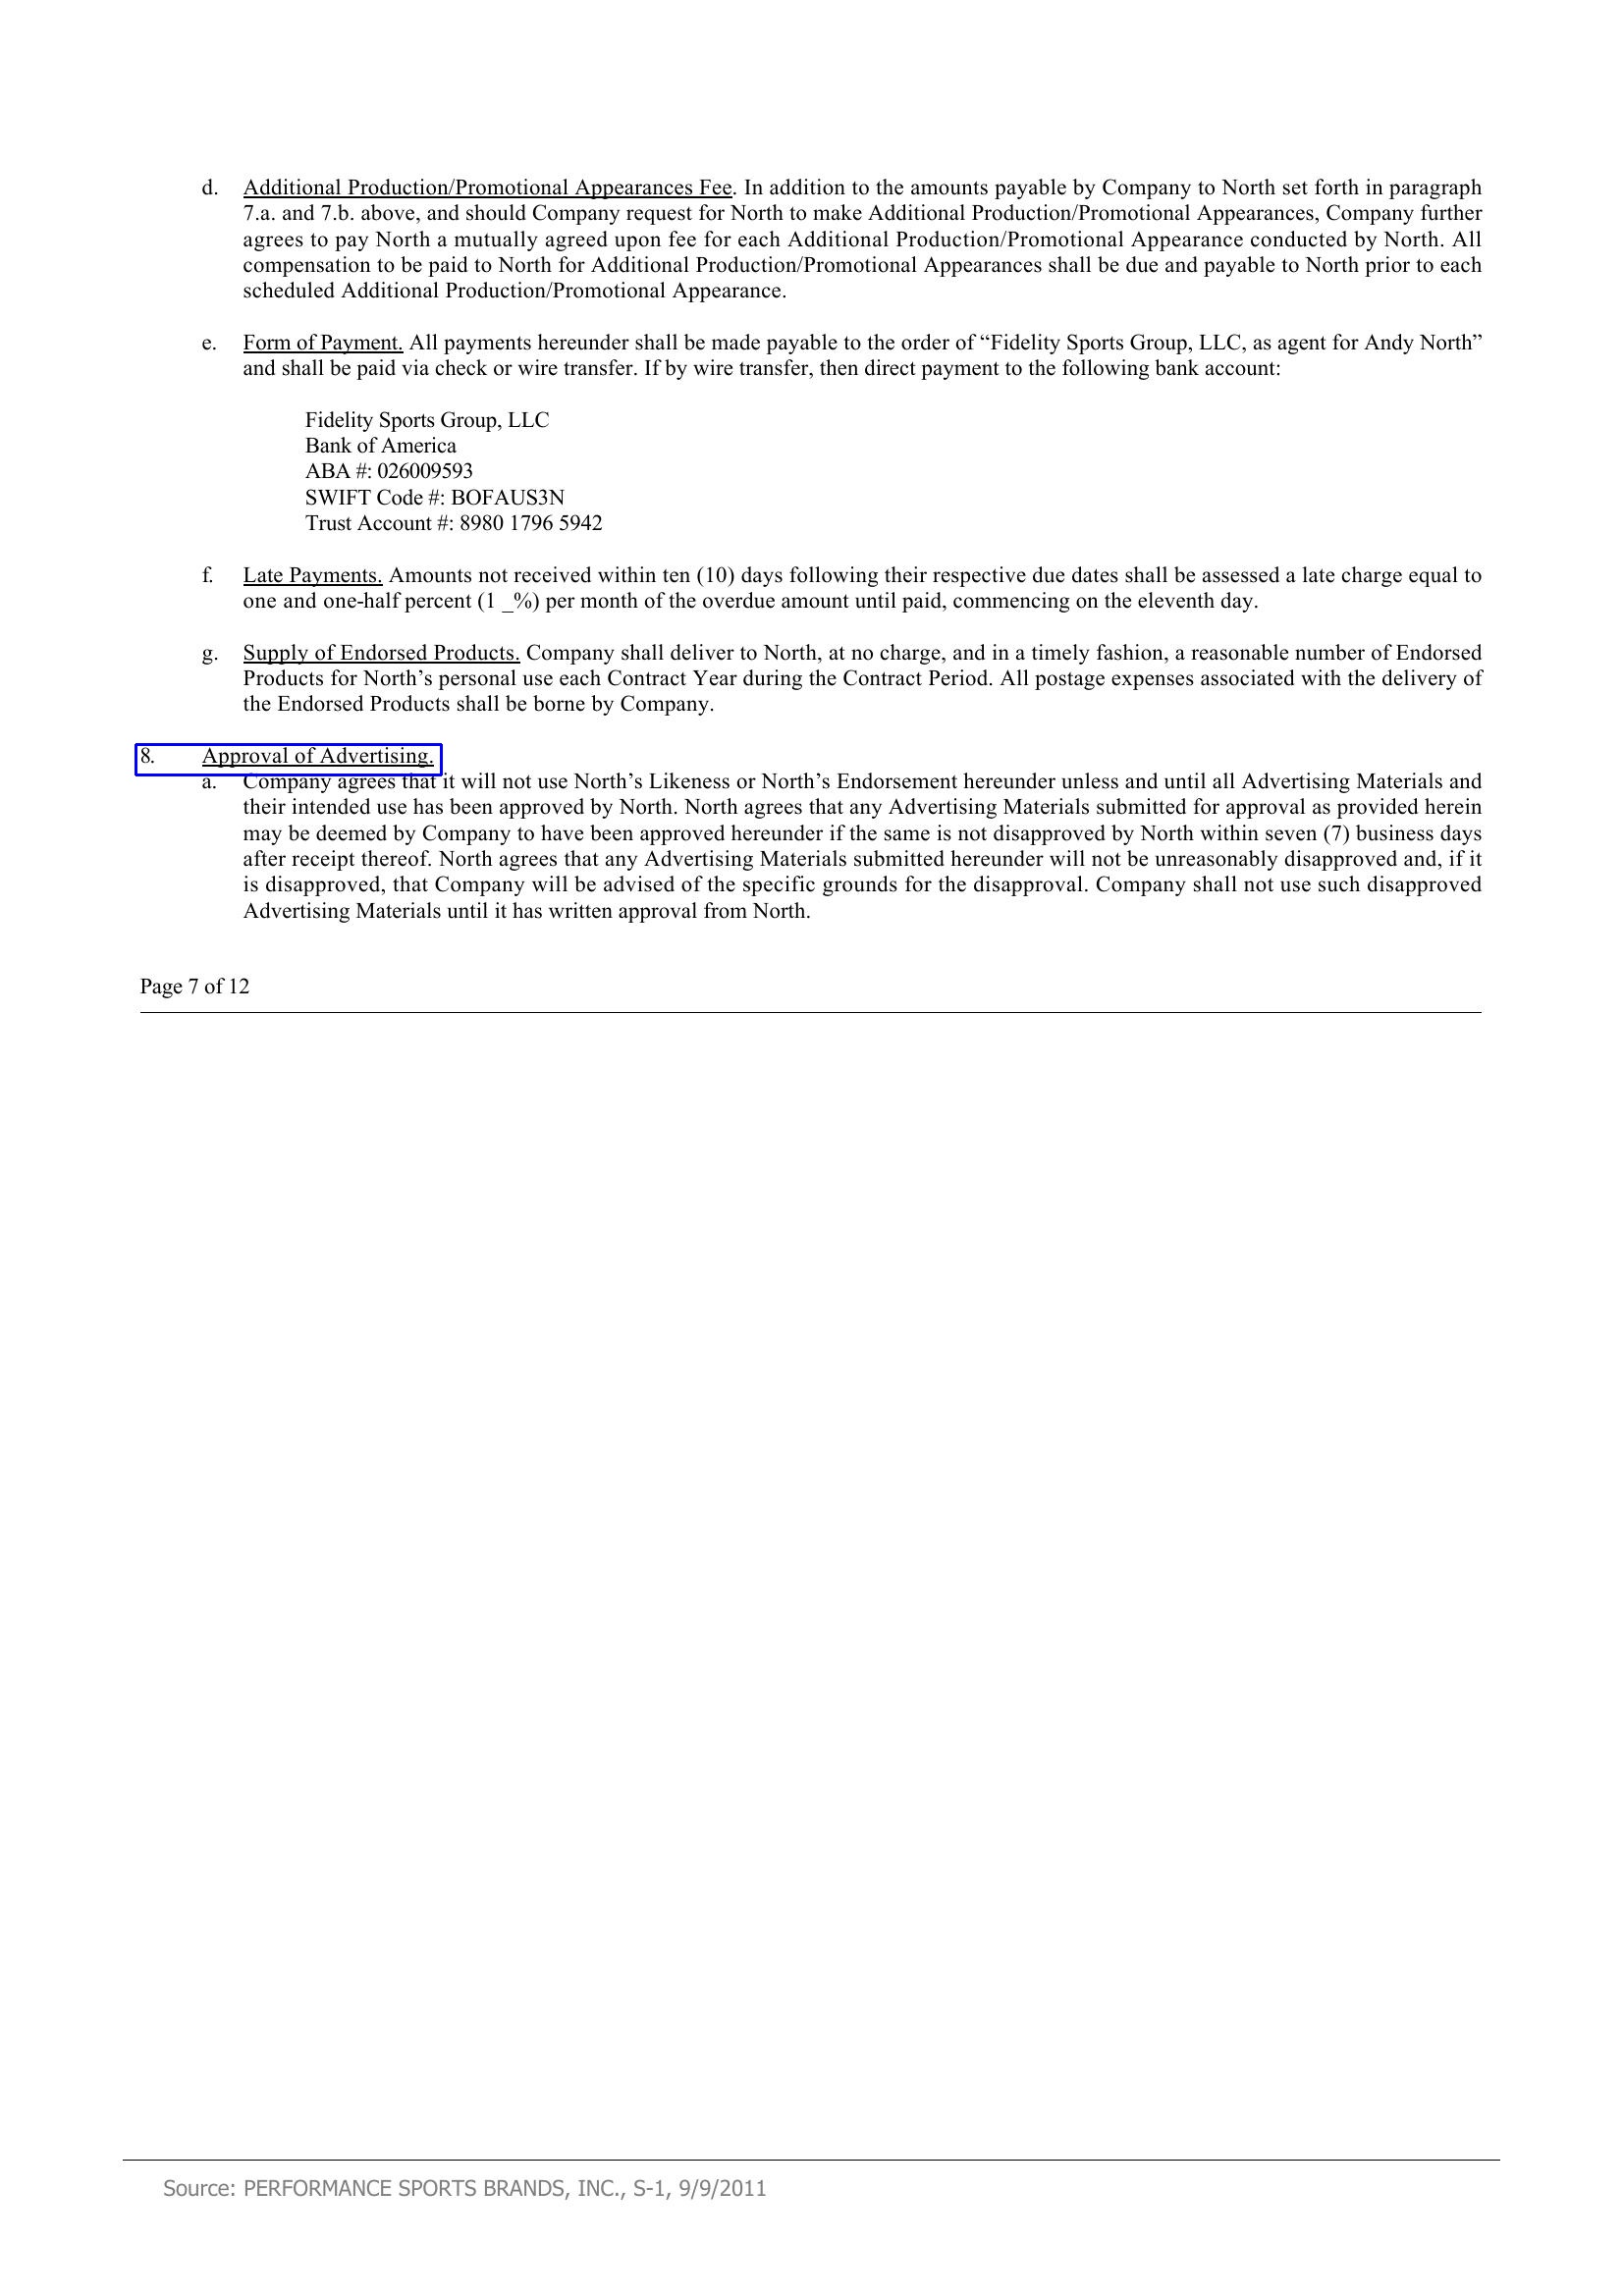 d. Additional Production/Promotional Appearances Fee. In addition to the amounts payable by Company to North set forth in paragraph
7.a. and 7.b. above, and should Company request for North to make Additional Production/Promotional Appearances, Company further
agrees to pay North a mutually agreed upon fee for each Additional Production/Promotional Appearance conducted by North. All
compensation to be paid to North for Additional Production/Promotional Appearances shall be due and payable to North prior to each
scheduled Additional Production/Promotional Appearance.
e. Form of Payment. All payments hereunder shall be made payable to the order of “Fidelity Sports Group, LLC, as agent for Andy North”
and shall be paid via check or wire transfer. If by wire transfer, then direct payment to the following bank account:
Fidelity Sports Group, LLC
Bank of America
ABA #: 026009593
SWIFT Code #: BOFAUS3N
Trust Account #: 8980 1796 5942
f. Late Payments. Amounts not received within ten (10) days following their respective due dates shall be assessed a late charge equal to
one and one-half percent (1 _%) per month of the overdue amount until paid, commencing on the eleventh day.
g. Supply of Endorsed Products. Company shall deliver to North, at no charge, and in a timely fashion, a reasonable number of Endorsed
Products for North’s personal use each Contract Year during the Contract Period. All postage expenses associated with the delivery of
the Endorsed Products shall be borne by Company.
8. Approval of Advertising.
a. Company agrees that it will not use North’s Likeness or North’s Endorsement hereunder unless and until all Advertising Materials and
their intended use has been approved by North. North agrees that any Advertising Materials submitted for approval as provided herein
may be deemed by Company to have been approved hereunder if the same is not disapproved by North within seven (7) business days
after receipt thereof. North agrees that any Advertising Materials submitted hereunder will not be unreasonably disapproved and, if it
is disapproved, that Company will be advised of the specific grounds for the disapproval. Company shall not use such disapproved
Advertising Materials until it has written approval from North.
Page 7 of 12
Source: PERFORMANCE SPORTS BRANDS, INC., S-1, 9/9/2011